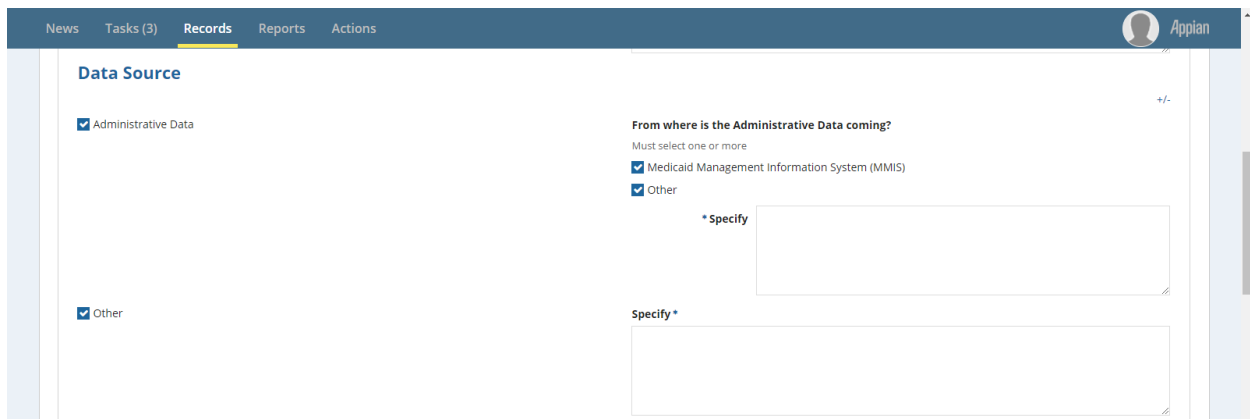 News Tasks (3) Records Reports Actions Appian
Data Source
+/-
Administrative Data
From where is the Administrative Data coming?
Must select one or more
Medicaid Management Information System (MMIS)
Other
* Specify
Other
Specify *